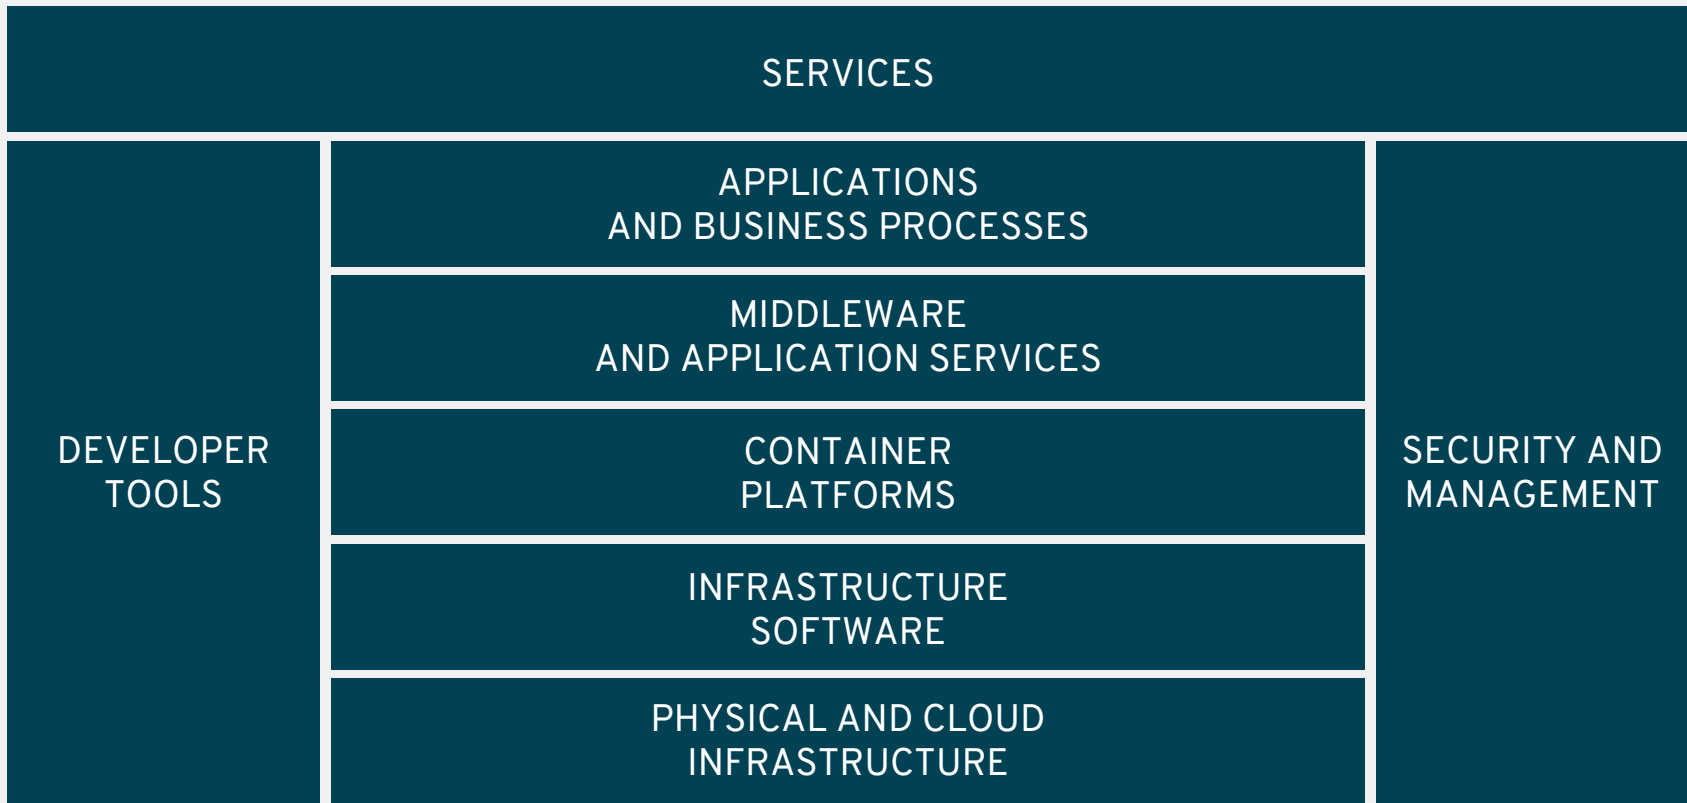 SERVICES
DEVELOPER
TOOLS
APPLICATIONS
AND BUSINESS PROCESSES
MIDDLEWARE
AND APPLICATION SERVICES
CONTAINER
PLATFORMS
INFRASTRUCTURE
SOFTWARE
PHYSICAL AND CLOUD
INFRASTRUCTURE
SECURITY AND
MANAGEMENT